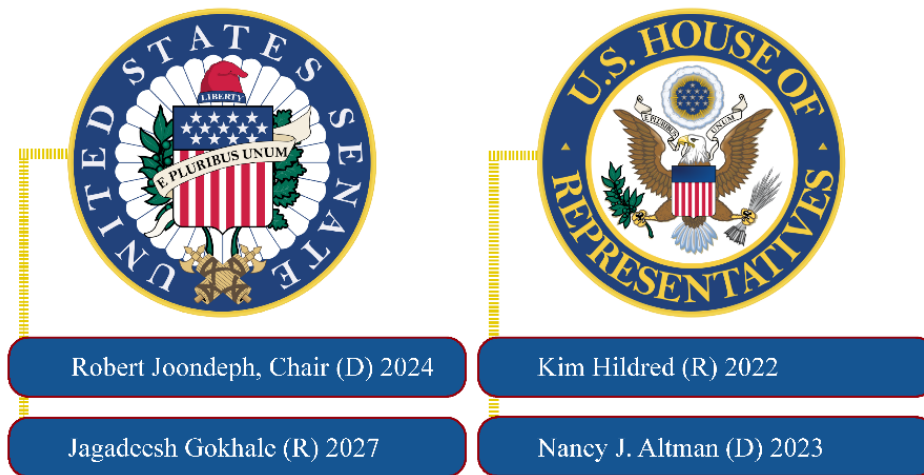 UNITED STATES SENATE
LIBERTY
E PLURIBUS UNUM
U.S. HOUSE OF REPRESENTATIVES
E PLURIBUS UNUM
Robert Joondeph, Chair (D) 2024
Jagadeesh Gokhale (R) 2027
Kim Hildred (R) 2022
Nancy J. Altman (D) 2023